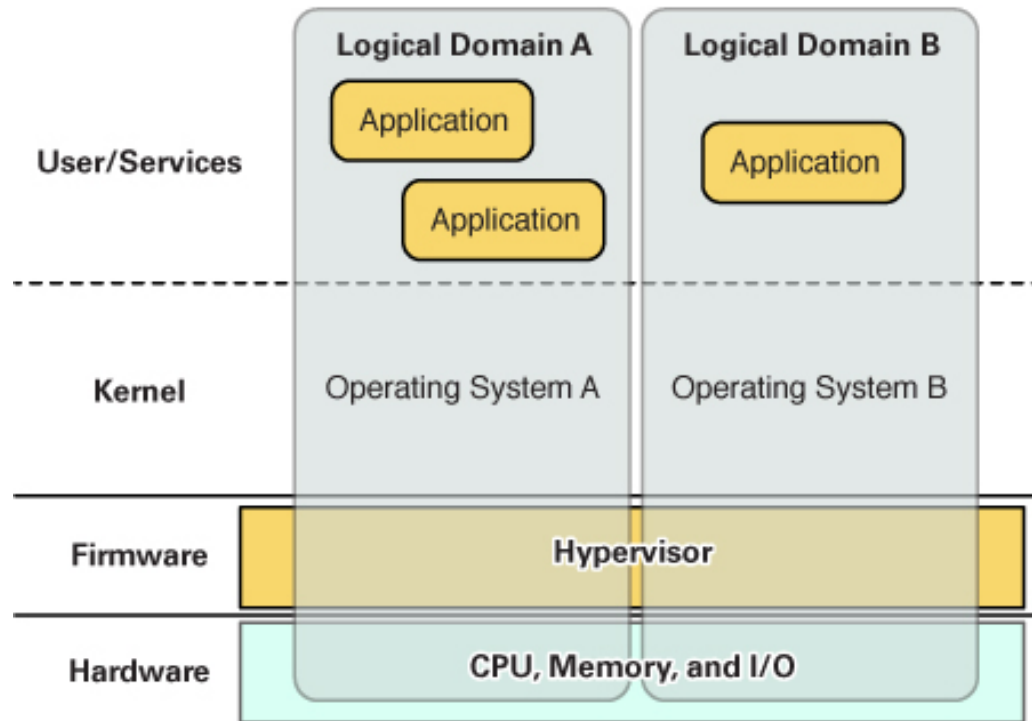 Logical Domain A
Logical Domain B
Application
Application
Application
User/Services
Kernel
Operating System A
Operating System B
Firmware
Hypervisor
Hardware
CPU, Memory, and I/O